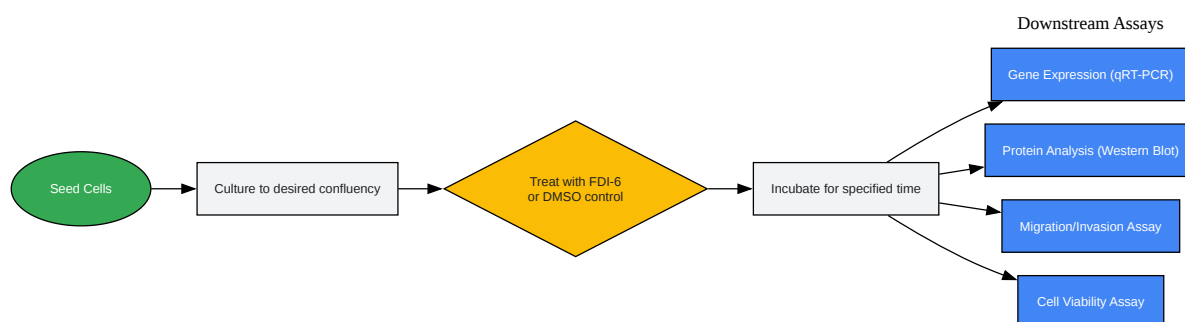 Seed Cells
Culture to desired confluency
Treat with FDI-6
or DMSO control
Incubate for specified time
Downstream Assays
Gene Expression (qRT-PCR)
Protein Analysis (Western Blot)
Migration/Invasion Assay
Cell Viability Assay